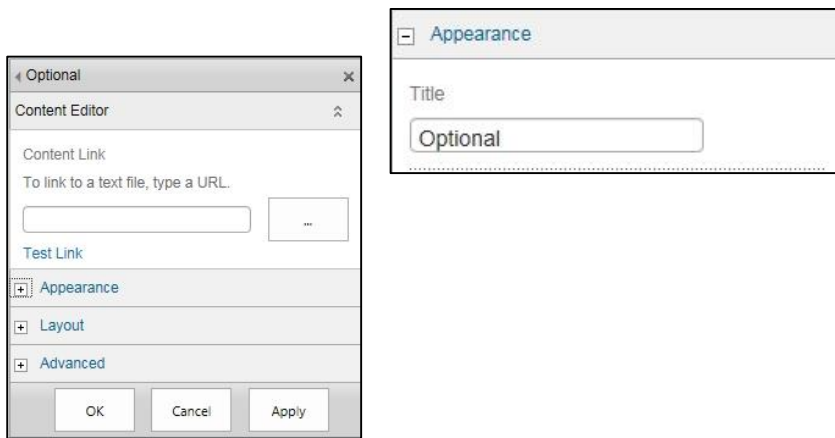 Optional
Content Editor
Content Link
To link to a text file, type a URL.
...
Test Link
Appearance
Layout
Advanced
OK Cancel Apply
Appearance
Title
Optional